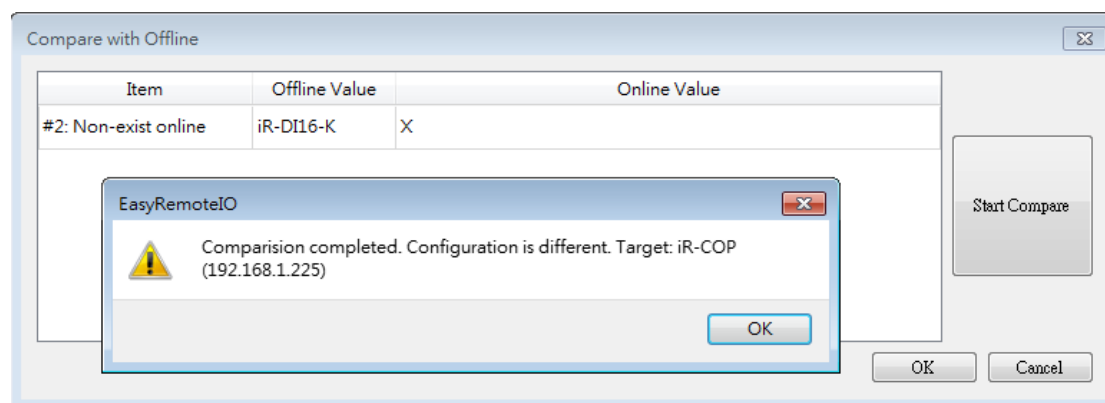 Compare with Offline
Item Offline Value Online Value
#2: Non-exist online iR-DI16-K X
EasyRemoteIO
Comparision completed. Configuration is different. Target: iR-COP
(192.168.1.225)
OK
Start Compare
OK Cancel